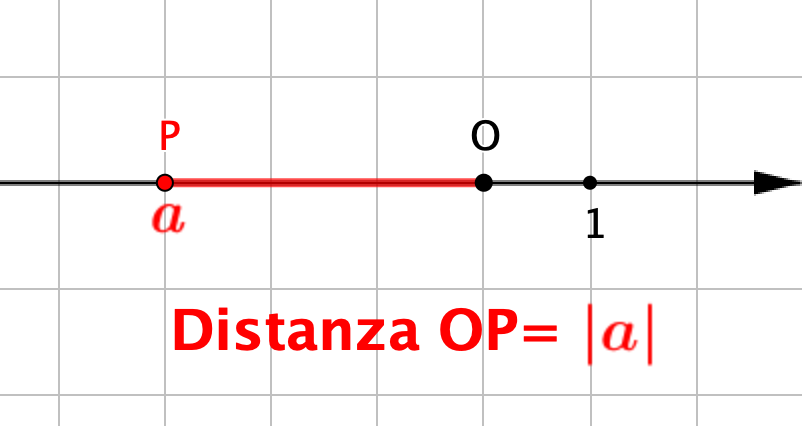 P O
a
1
Distanza OP= |a|